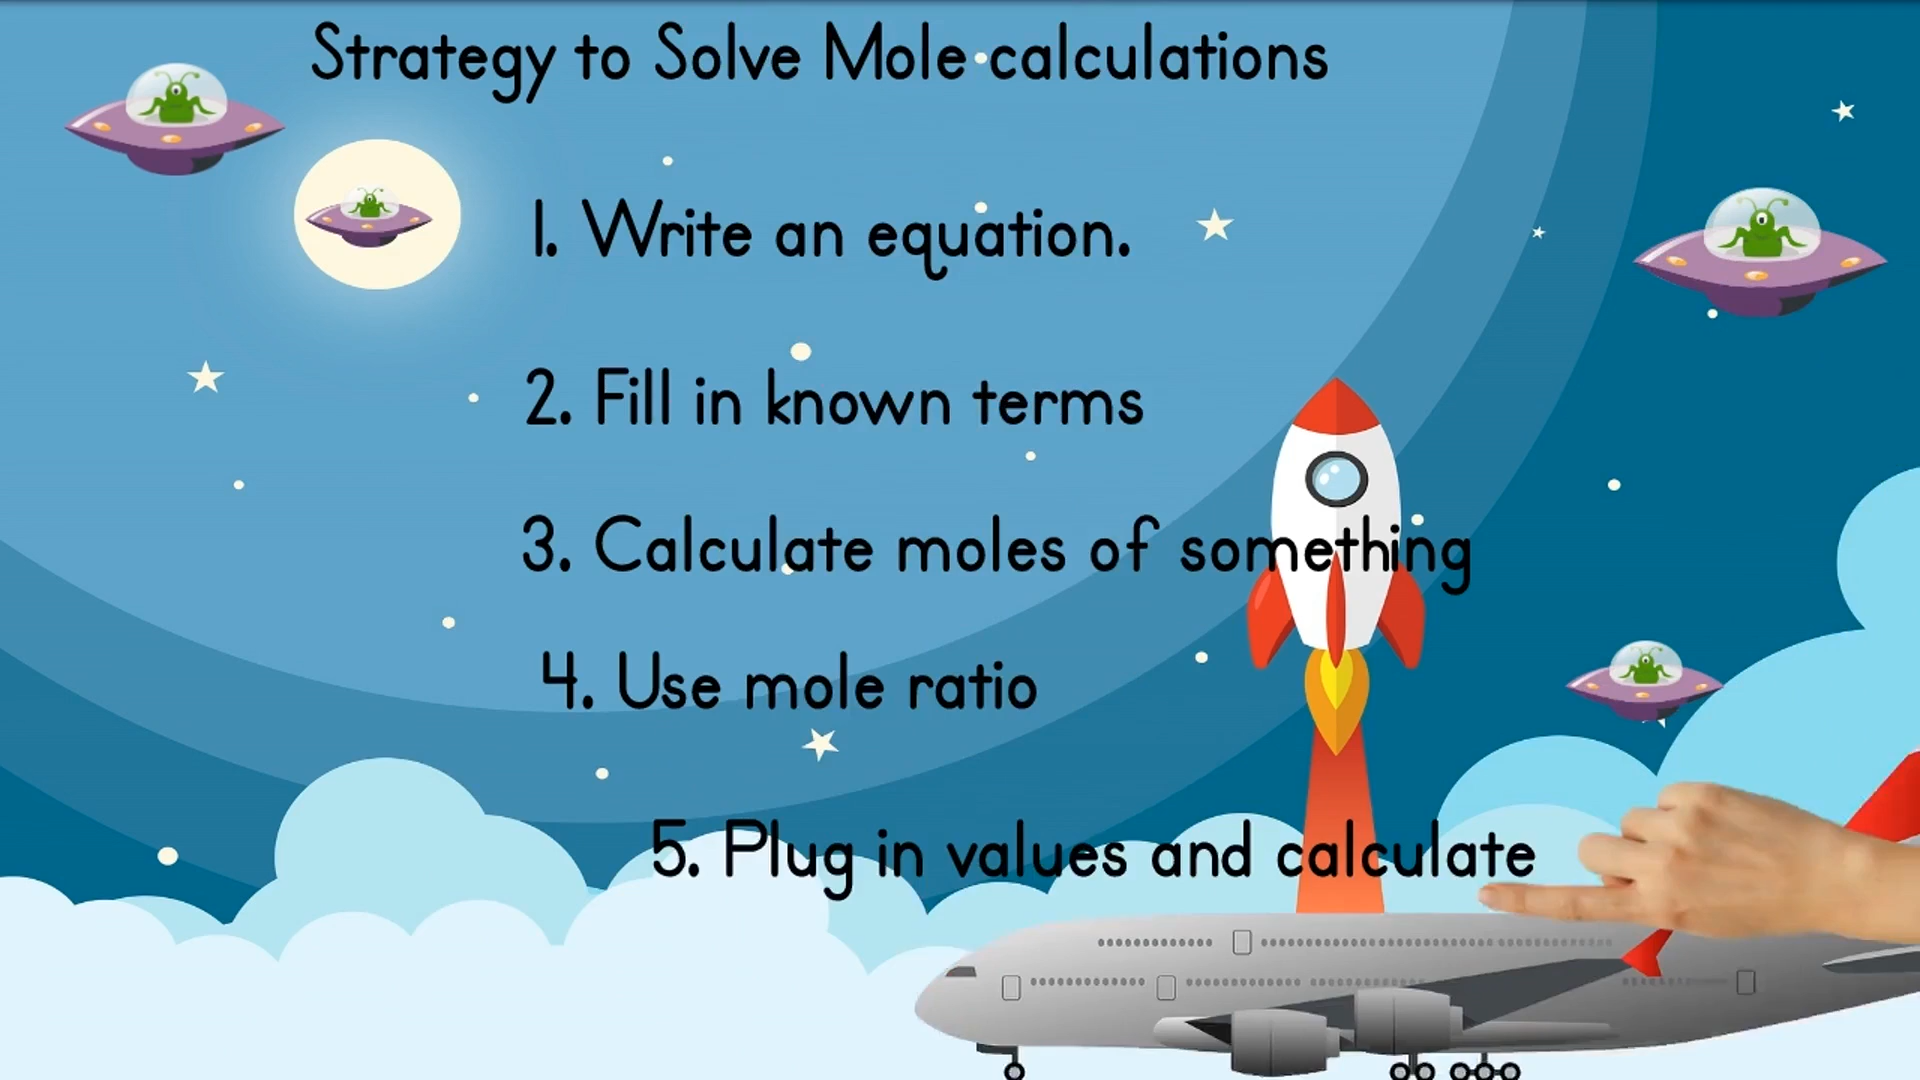 Strategy to Solve Mole calculations
1. Write an equation.
2. Fill in known terms
3. Calculate moles of something
4. Use mole ratio
5. Plug in values and calculate